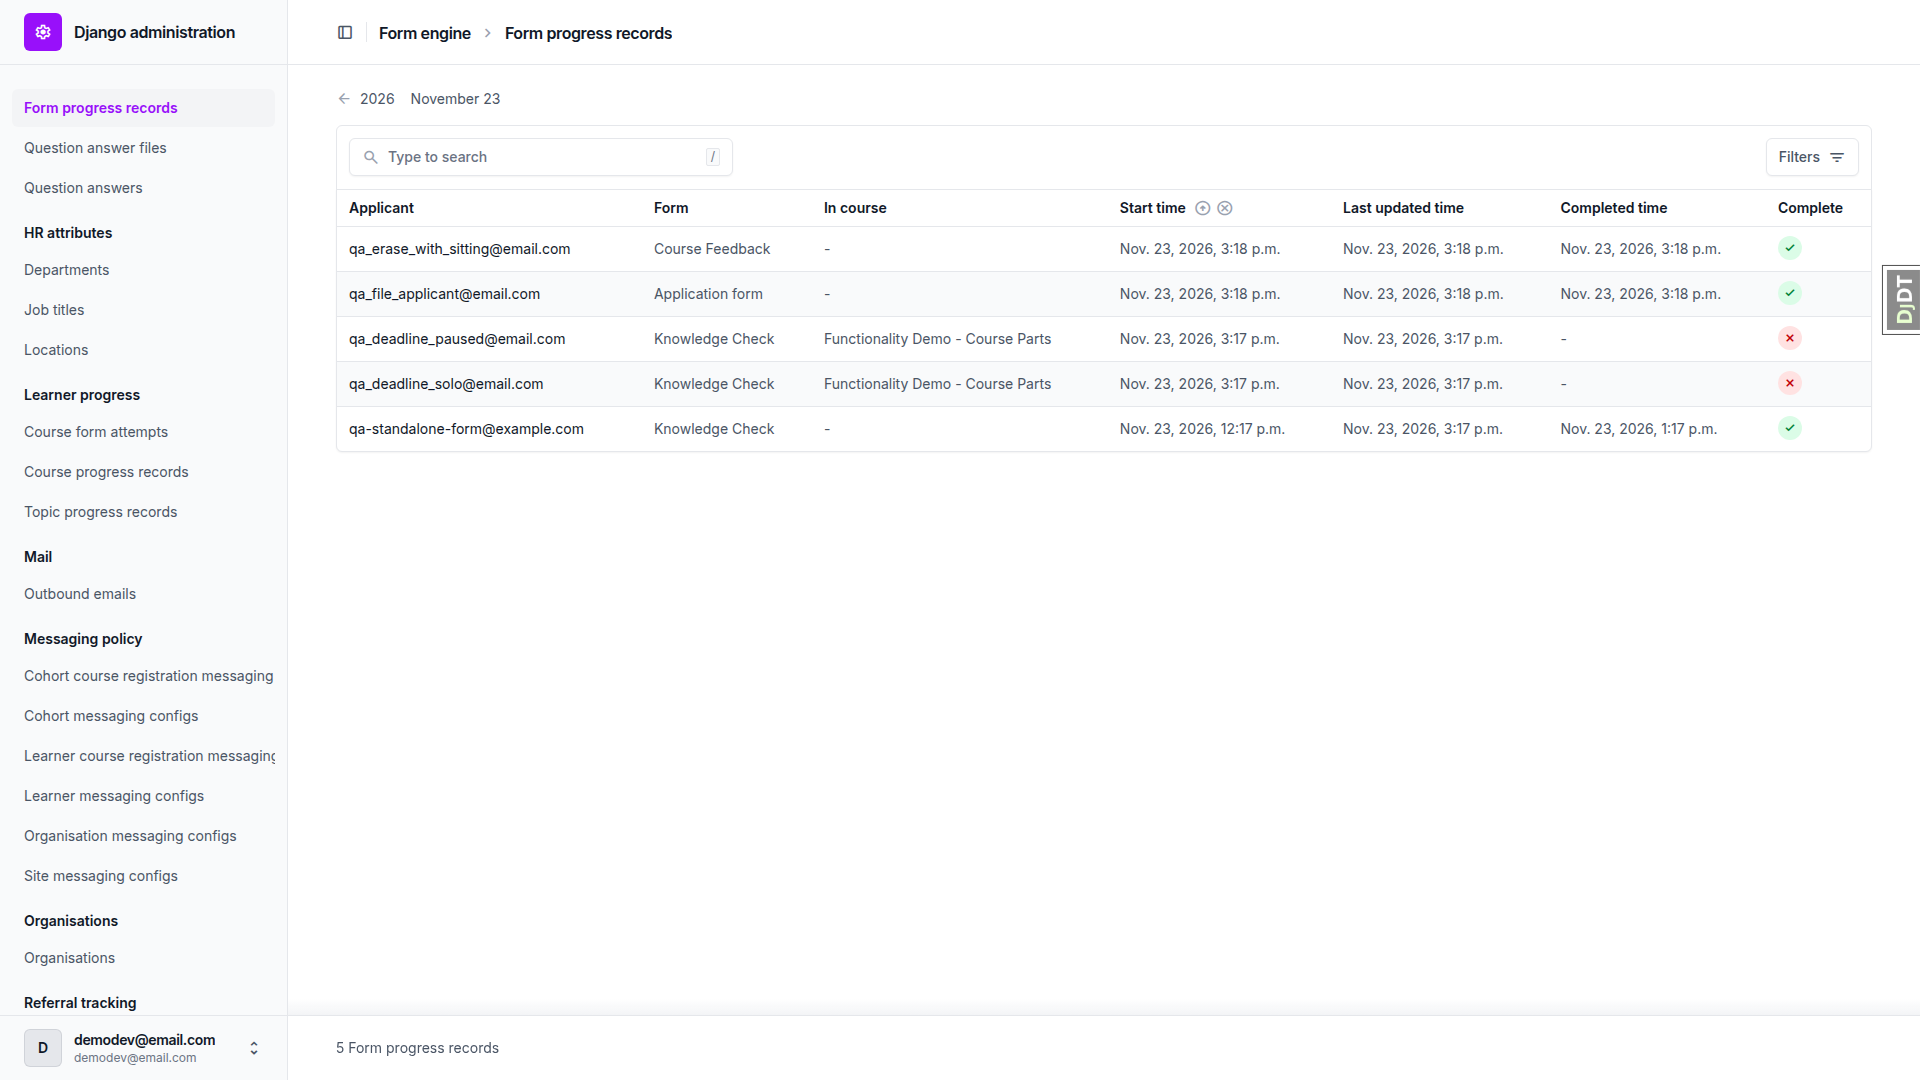 Django administration
Form progress records
Question answer files
Question answers
HR attributes
Departments
Job titles
Locations
Learner progress
Course form attempts
Course progress records
Topic progress records
Mail
Outbound emails
Messaging policy
Cohort course registration messaging
Cohort messaging configs
Learner course registration messaging
Learner messaging configs
Organisation messaging configs
Site messaging configs
Organisations
Organisations
Referral tracking
D
demodev@email.com
demodev@email.com
Form engine Form progress records
2026 November 23
Type to search /
Filters
Applicant Form In course Start time Last updated time Completed time Complete
qa_erase_with_sitting@email.com Course Feedback - Nov. 23, 2026, 3:18 p.m. Nov. 23, 2026, 3:18 p.m. Nov. 23, 2026, 3:18 p.m.
qa_file_applicant@email.com Application form - Nov. 23, 2026, 3:18 p.m. Nov. 23, 2026, 3:18 p.m. Nov. 23, 2026, 3:18 p.m.
qa_deadline_paused@email.com Knowledge Check Functionality Demo - Course Parts Nov. 23, 2026, 3:17 p.m. Nov. 23, 2026, 3:17 p.m. -
qa_deadline_solo@email.com Knowledge Check Functionality Demo - Course Parts Nov. 23, 2026, 3:17 p.m. Nov. 23, 2026, 3:17 p.m. -
qa-standalone-form@example.com Knowledge Check - Nov. 23, 2026, 12:17 p.m. Nov. 23, 2026, 3:17 p.m. Nov. 23, 2026, 1:17 p.m.
DjDT
5 Form progress records